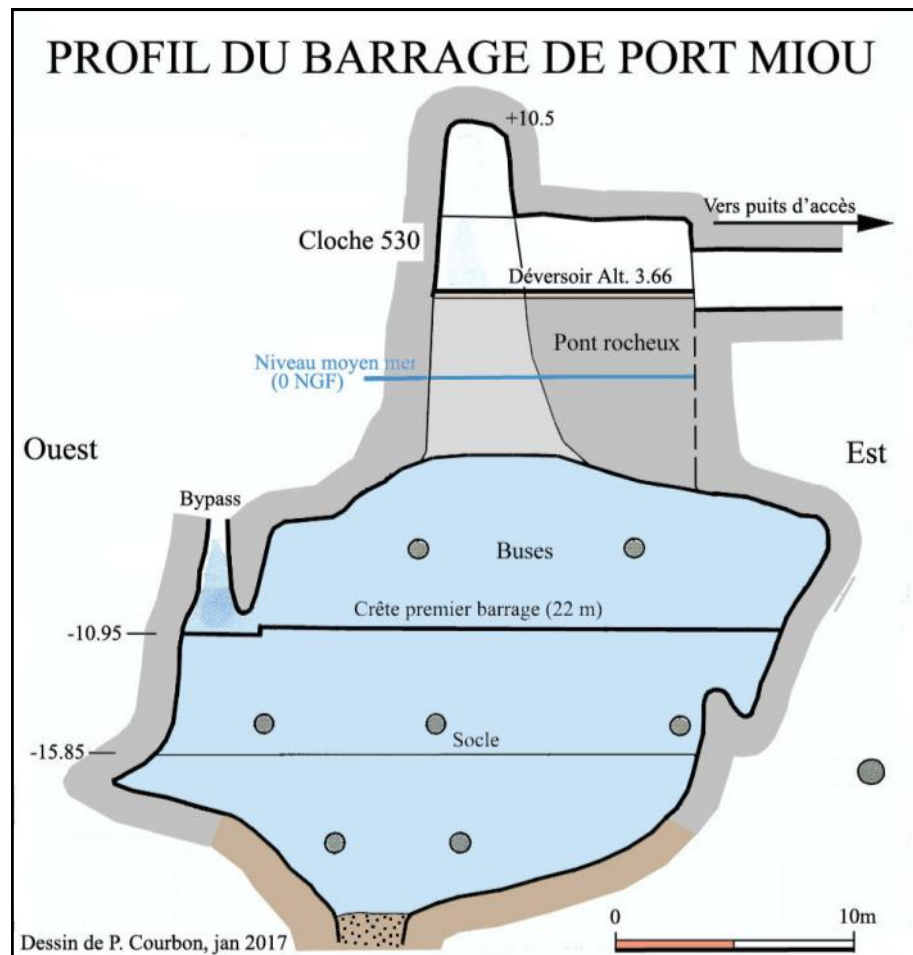 PROFIL DU BARRAGE DE PORT MIOU
+10.5
Vers puits d'accès
Cloche 530
Déversoir Alt. 3.66
Pont rocheux
Niveau moyen mer
(0 NGF)
Ouest
Est
Bypass
Buses
Crête premier barrage (22 m)
-10.95
Socle
-15.85
0
10m
Dessin de P. Courbon, jan 2017